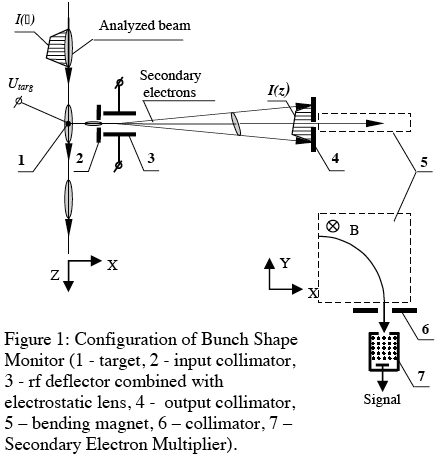 I(▯)
Analyzed beam
U targ
Secondary
electrons
I(z)
1
2
3
4
5
X
Z
Y
X
B
6
7
Signal
Figure 1: Configuration of Bunch Shape
Monitor (1 - target, 2 - input collimator,
3 - rf deflector combined with
electrostatic lens, 4 - output collimator,
5 – bending magnet, 6 – collimator, 7 –
Secondary Electron Multiplier).